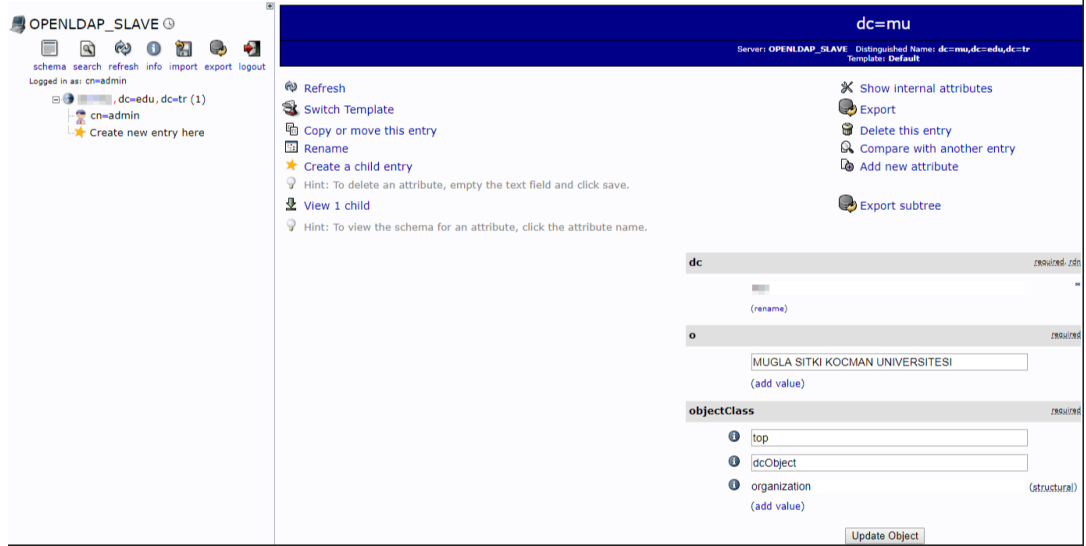 OPENLDAP_SLAVE
schema search refresh info import export logout
Logged in as: cn=admin
, dc=edu, dc=tr (1)
cn=admin
Create new entry here
dc=mu
Server: OPENLDAP_SLAVE Distinguished Name: dc=mu,dc=edu,dc=tr
Template: Default
Refresh
Switch Template
Copy or move this entry
Rename
Create a child entry
Hint: To delete an attribute, empty the text field and click save.
View 1 child
Hint: To view the schema for an attribute, click the attribute name.
Show internal attributes
Export
Delete this entry
Compare with another entry
Add new attribute
Export subtree
dc required, rdn
(rename)
o required
MUGLA SITKI KOCMAN UNIVERSITESI
(add value)
objectClass required
top
dcObject
organization (structural)
(add value)
Update Object